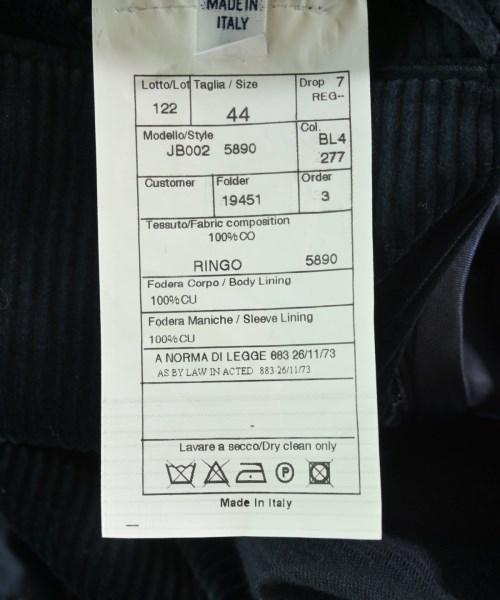 MADE IN
ITALY
Lotto/Lot Taglia / Size Drop 7
REG--
122 44
Modello/Style Col.
JB002 5890 BL4
277
Customer Folder Order
19451 3
Tessuto/Fabric composition
100% CO
RINGO 5890
Fodera Corpo / Body Lining
100% CU
Fodera Maniche / Sleeve Lining
100% CU
A NORMA DI LEGGE 883 26/11/73
AS BY LAW IN ACTED 883 26/11/73
-
Lavare a secco/Dry clean only
P
Made in Italy